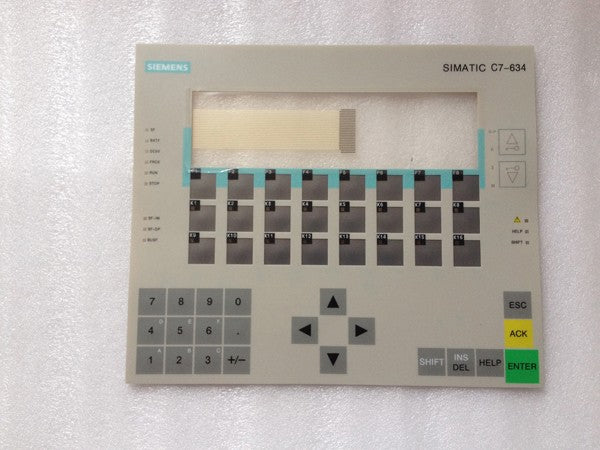 SIEMENS
SIMATIC C7-634
SF
BATF
DC5V
FRCE
RUN
STOP
SF-IM
SF-DP
BUSF
F2 F3 F4 F5 F6 F7 F8
K1 K2 K3 K4 K5 K6 K7 K8
K9 K10 K11 K12 K13 K14 K15 K16
HELP
SHIFT
7 8 9 0
D E F
4 5 6 .
A B C
1 2 3 +/-
ESC
ACK
SHIFT
INS
DEL
HELP
ENTER